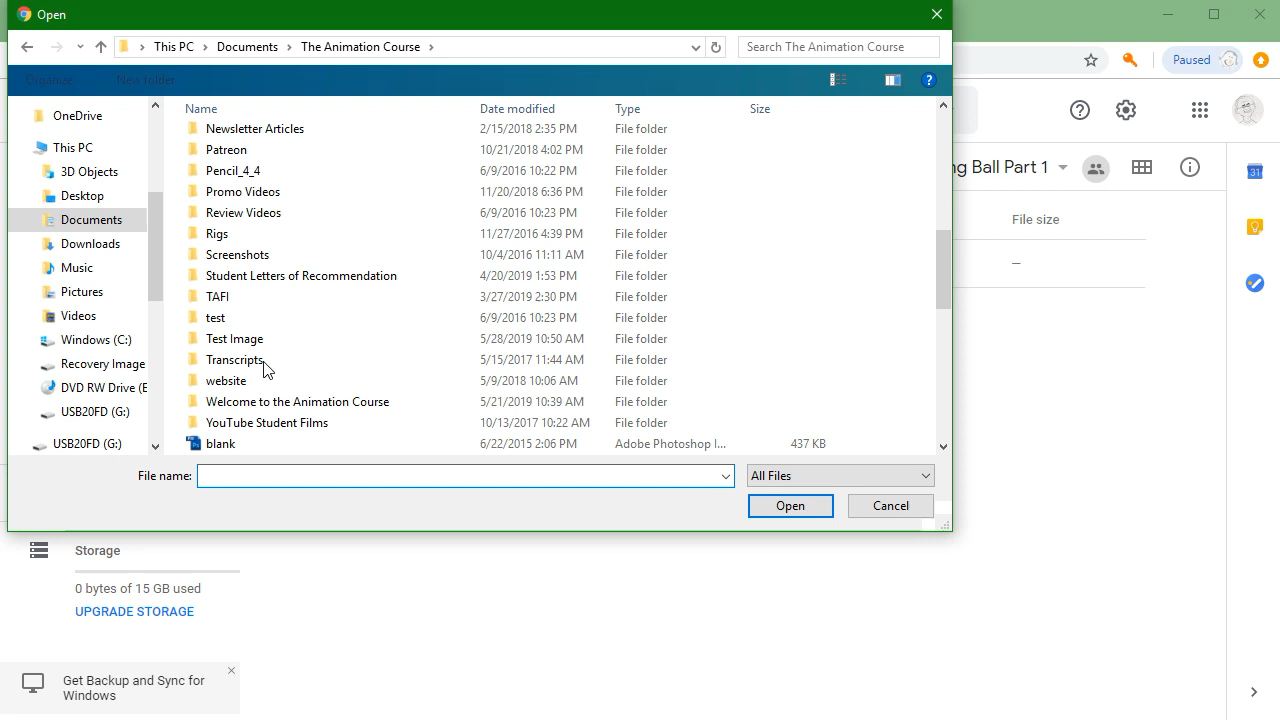 Open
This PC
Documents
The Animation Course
Search The Animation Course
Paused
Organize
New folder
Name
Date modified
Type
Size
OneDrive
This PC
3D Objects
Desktop
Documents
Downloads
Music
Pictures
Videos
Windows (C:)
Recovery Image
DVD RW Drive (E
USB20FD (G:)
USB20FD (G:)
Newsletter Articles 2/15/2018 2:35 PM File folder
Patreon 10/21/2018 4:02 PM File folder
Pencil_4_4 6/9/2016 10:22 PM File folder
Promo Videos 11/20/2018 6:36 PM File folder
Review Videos 6/9/2016 10:23 PM File folder
Rigs 11/27/2016 4:39 PM File folder
Screenshots 10/4/2016 11:11 AM File folder
Student Letters of Recommendation 4/20/2019 1:53 PM File folder
TAFI 3/27/2019 2:30 PM File folder
test 6/9/2016 10:23 PM File folder
Test Image 5/28/2019 10:50 AM File folder
Transcripts 5/15/2017 11:44 AM File folder
website 5/9/2018 10:06 AM File folder
Welcome to the Animation Course 5/21/2019 10:39 AM File folder
YouTube Student Films 10/13/2017 10:22 AM File folder
blank 6/22/2015 2:06 PM Adobe Photoshop I... 437 KB
File name:
All Files
Open
Cancel
ng Ball Part 1
31
File size
—
Storage
0 bytes of 15 GB used
UPGRADE STORAGE
Get Backup and Sync for
Windows